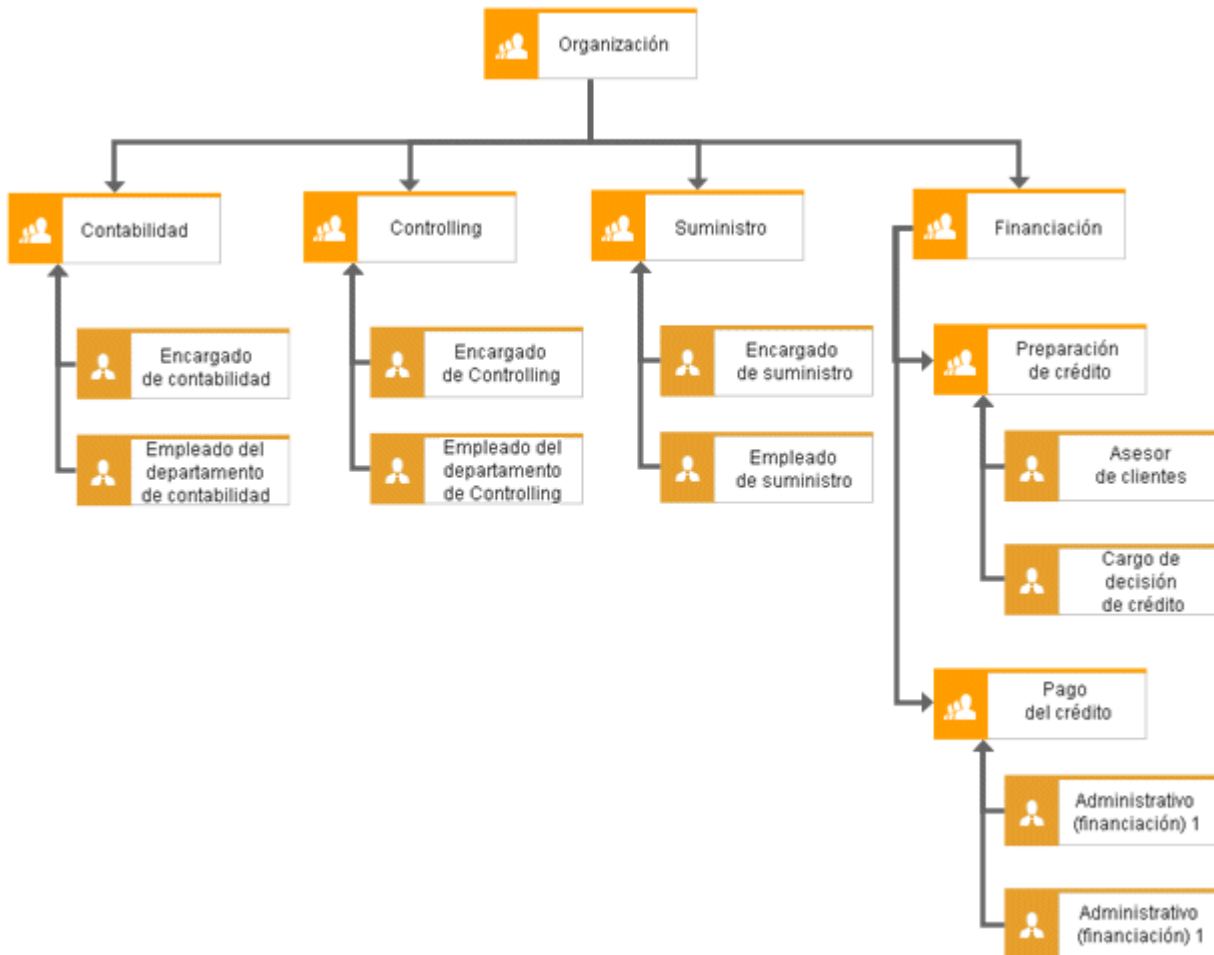 Organización
Contabilidad
Controlling
Suministro
Financiación
Encargado
de contabilidad
Empleado del
departamento
de contabilidad
Encargado
de Controlling
Empleado del
departamento
de Controlling
Encargado
de suministro
Empleado
de suministro
Preparación
de crédito
Asesor
de clientes
Cargo de
decisión
de crédito
Pago
del crédito
Administrativo
(financiación) 1
Administrativo
(financiación) 1